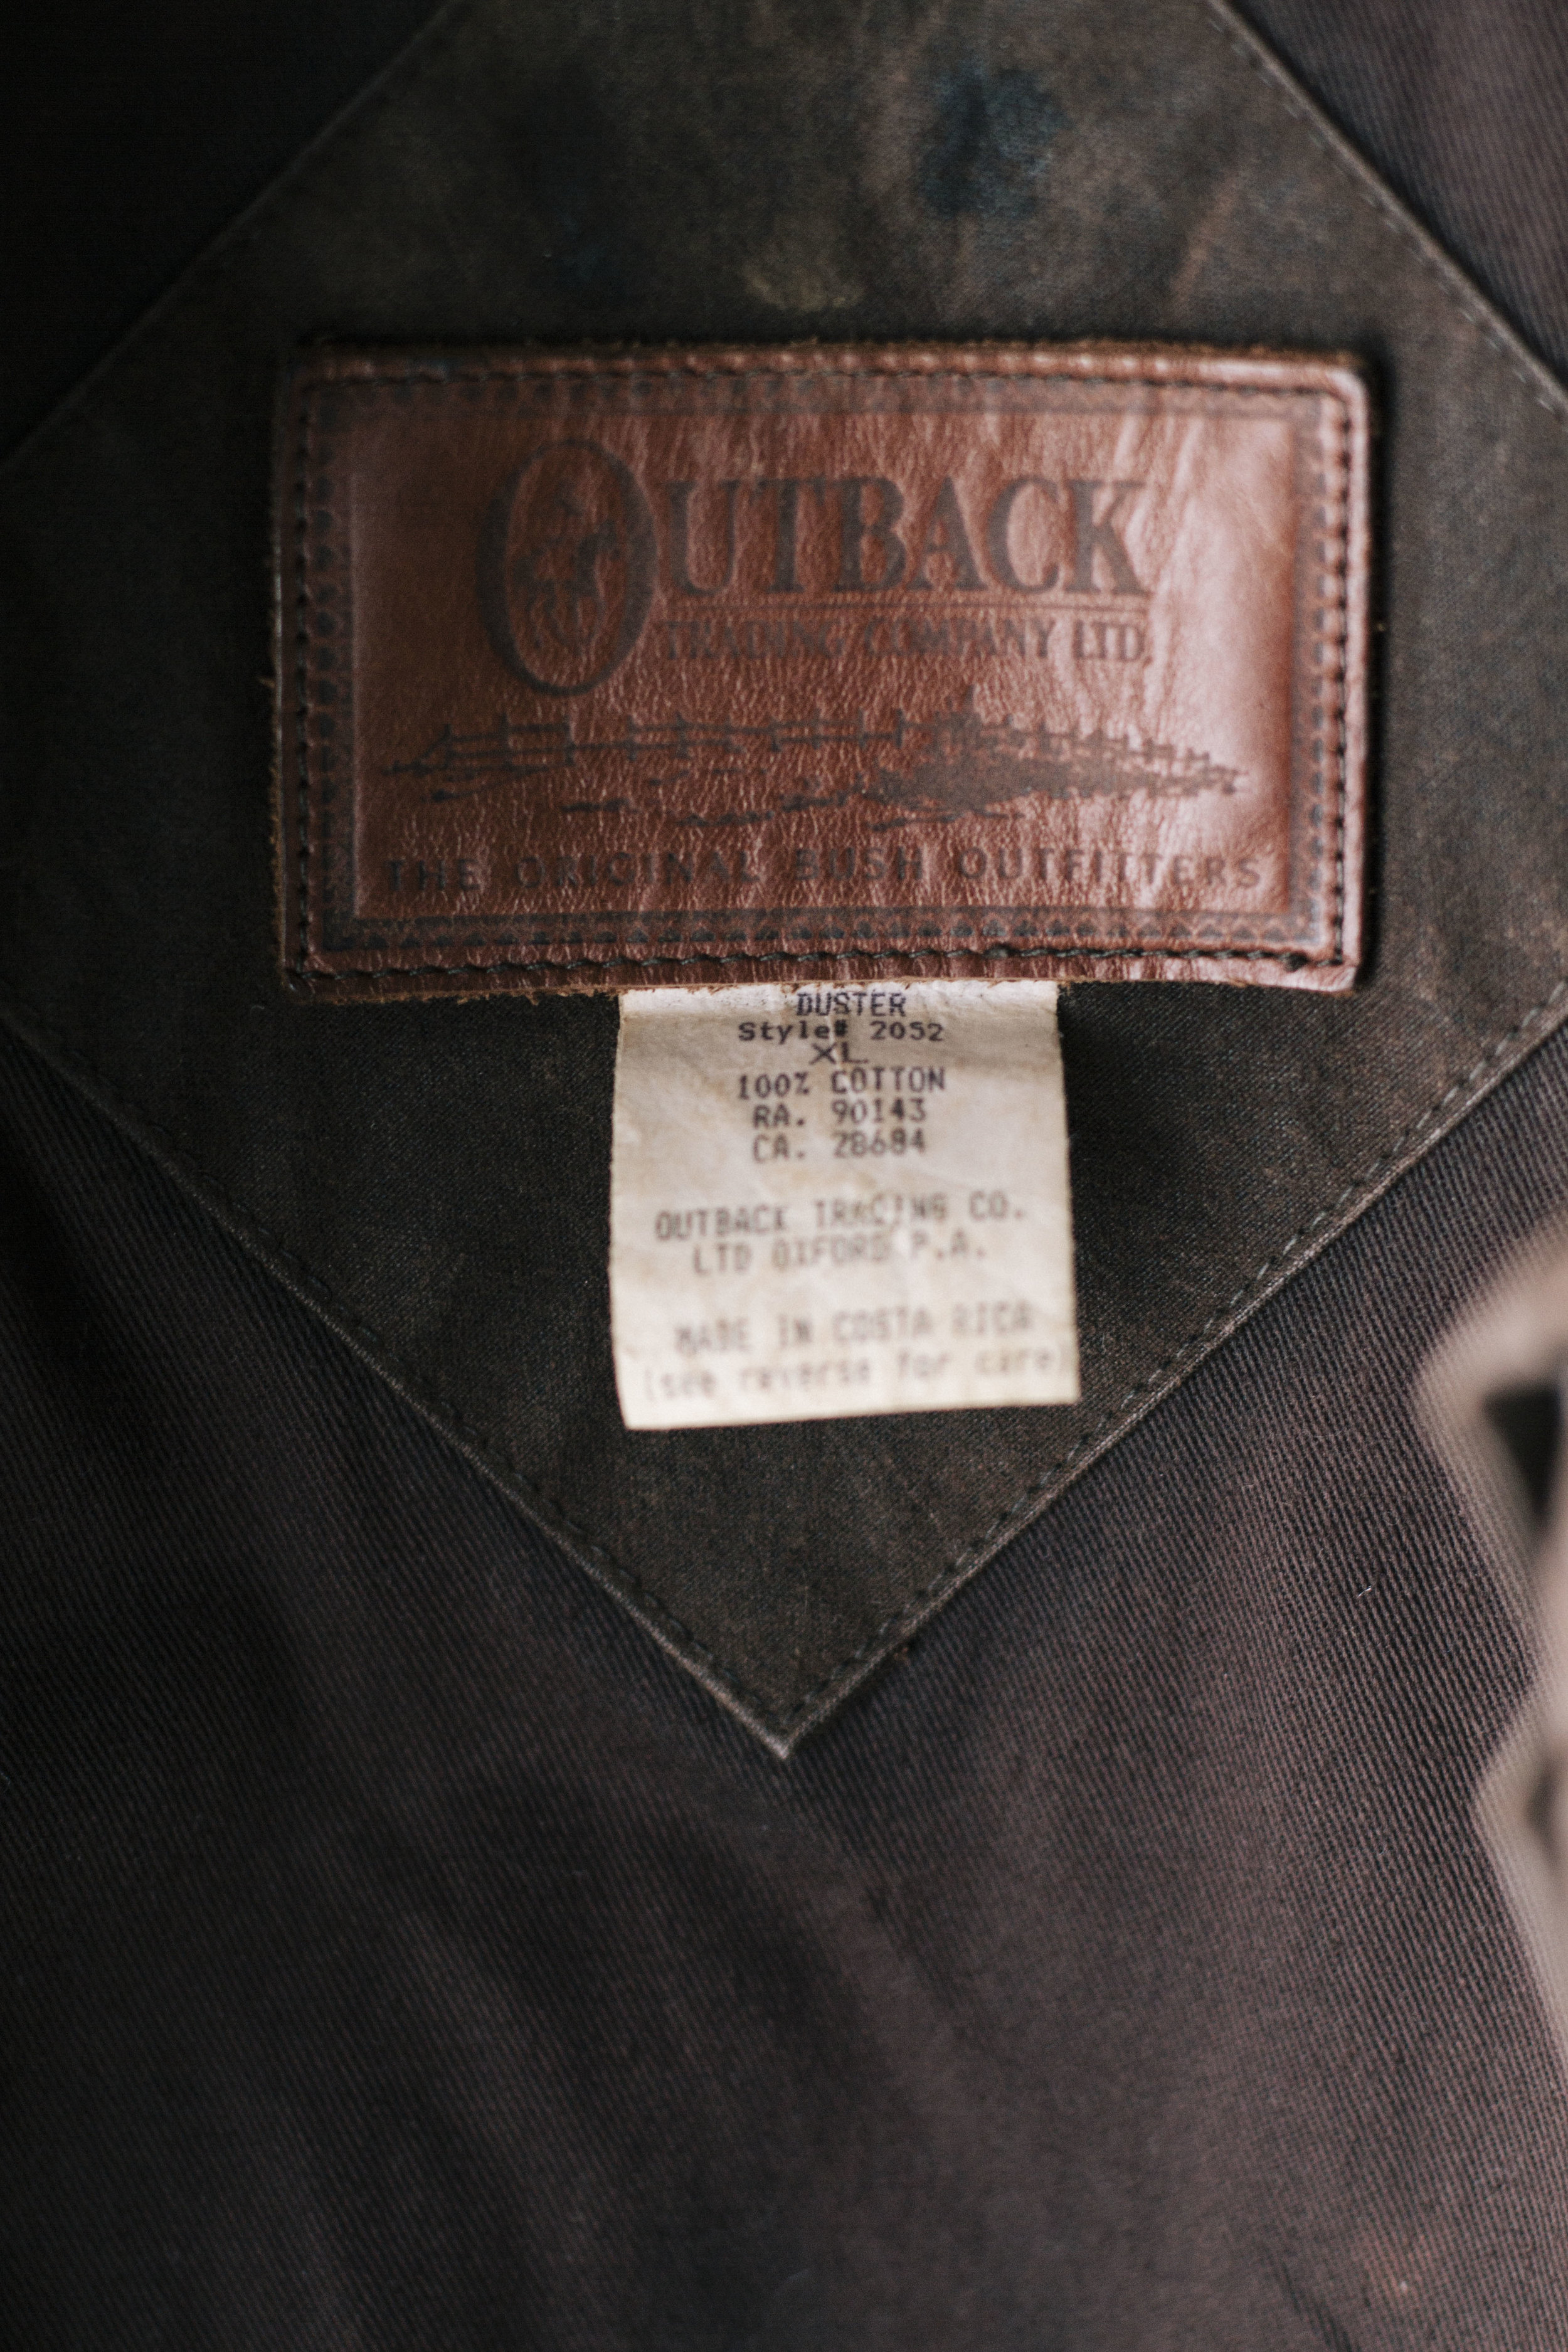 OUTBACK
TRADING COMPANY LTD
THE ORIGINAL BUSH OUTFITTERS
DUSTER
Style# 2052
XL
100% COTTON
RA. 90143
CA. 28684
OUTBACK TRADING CO.
LTD OXFORD P.A.
MADE IN COSTA RICA
(see reverse for care)